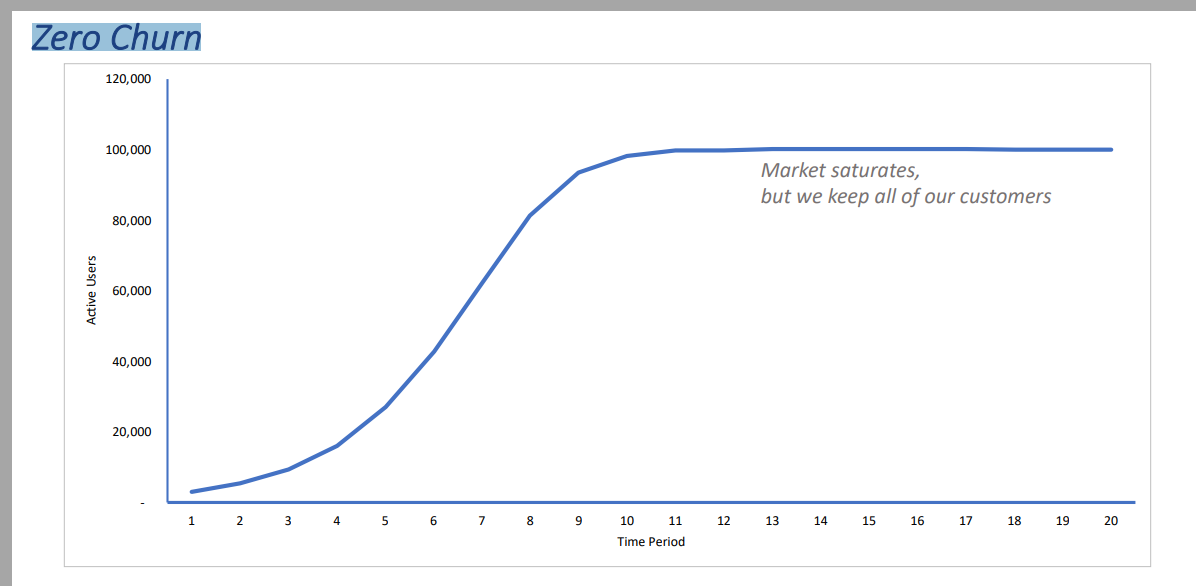 Zero Churn
120,000
100,000
Market saturates,
but we keep all of our customers
80,000
60,000
Active Users
40,000
20,000
-
1 2 3 4 5 6 7 8 9 10 11 12 13 14 15 16 17 18 19 20
Time Period